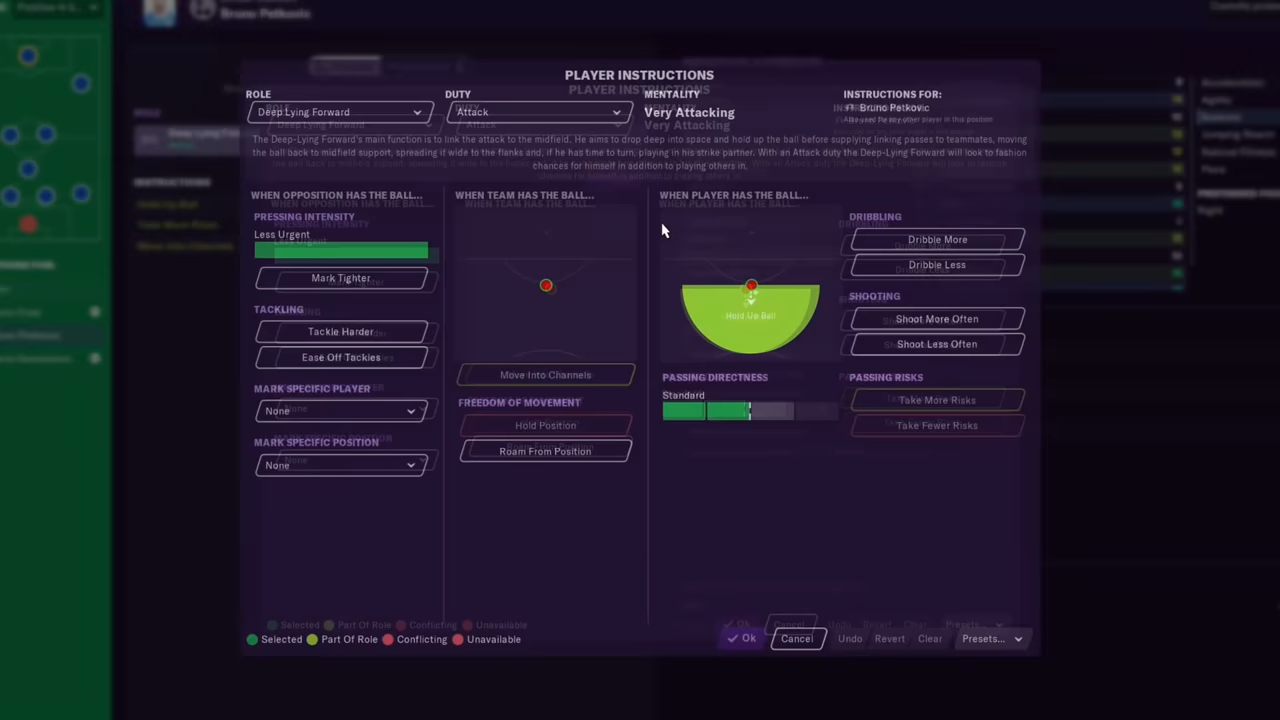 Bruno Petkovic
PLAYER INSTRUCTIONS
ROLE
Deep Lying Forward
DUTY
Attack
MENTALITY
Very Attacking
INSTRUCTIONS FOR:
Bruno Petkovic
The Deep-Lying Forward's main function is to link the attack to the midfield. He aims to drop deep into space and hold up the ball before supplying linking passes to teammates, moving
the ball back to midfield support, spreading it wide to the flanks and, if he has time to turn, playing in his strike partner. With an Attack duty the Deep-Lying Forward will look to fashion
chances for himself in addition to playing others in.
WHEN OPPOSITION HAS THE BALL...
PRESSING INTENSITY
Less Urgent
Mark Tighter
TACKLING
Tackle Harder
Ease Off Tackles
MARK SPECIFIC PLAYER
None
MARK SPECIFIC POSITION
None
WHEN TEAM HAS THE BALL...
Move Into Channels
FREEDOM OF MOVEMENT
Hold Position
Roam From Position
WHEN PLAYER HAS THE BALL...
Hold Up Ball
PASSING DIRECTNESS
Standard
DRIBBLING
Dribble More
Dribble Less
SHOOTING
Shoot More Often
Shoot Less Often
PASSING RISKS
Take More Risks
Take Fewer Risks
Selected
Part Of Role
Conflicting
Unavailable
Ok
Cancel
Undo
Revert
Clear
Presets...